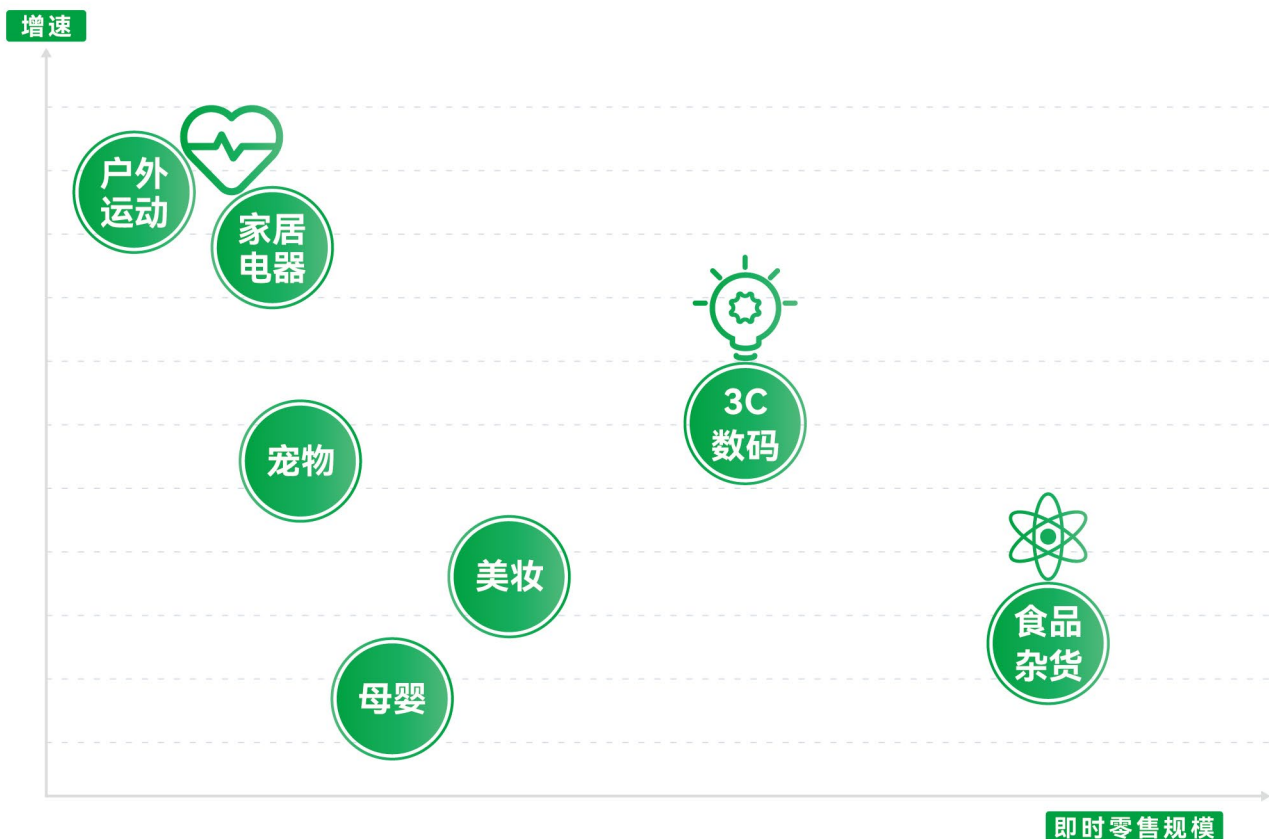 增速
户外
运动
家居
电器
3C
数码
宠物
美妆
食品
杂货
母婴
即时零售规模